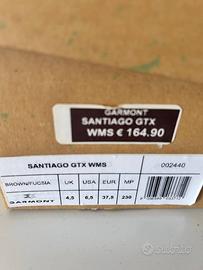 GARMONT
SANTIAGO GTX
WMS € 164.90
SANTIAGO GTX WMS
002440
BROWN/FUCSIA
UK USA EUR MP
4,5 6,5 37,5 230
GARMONT
subito